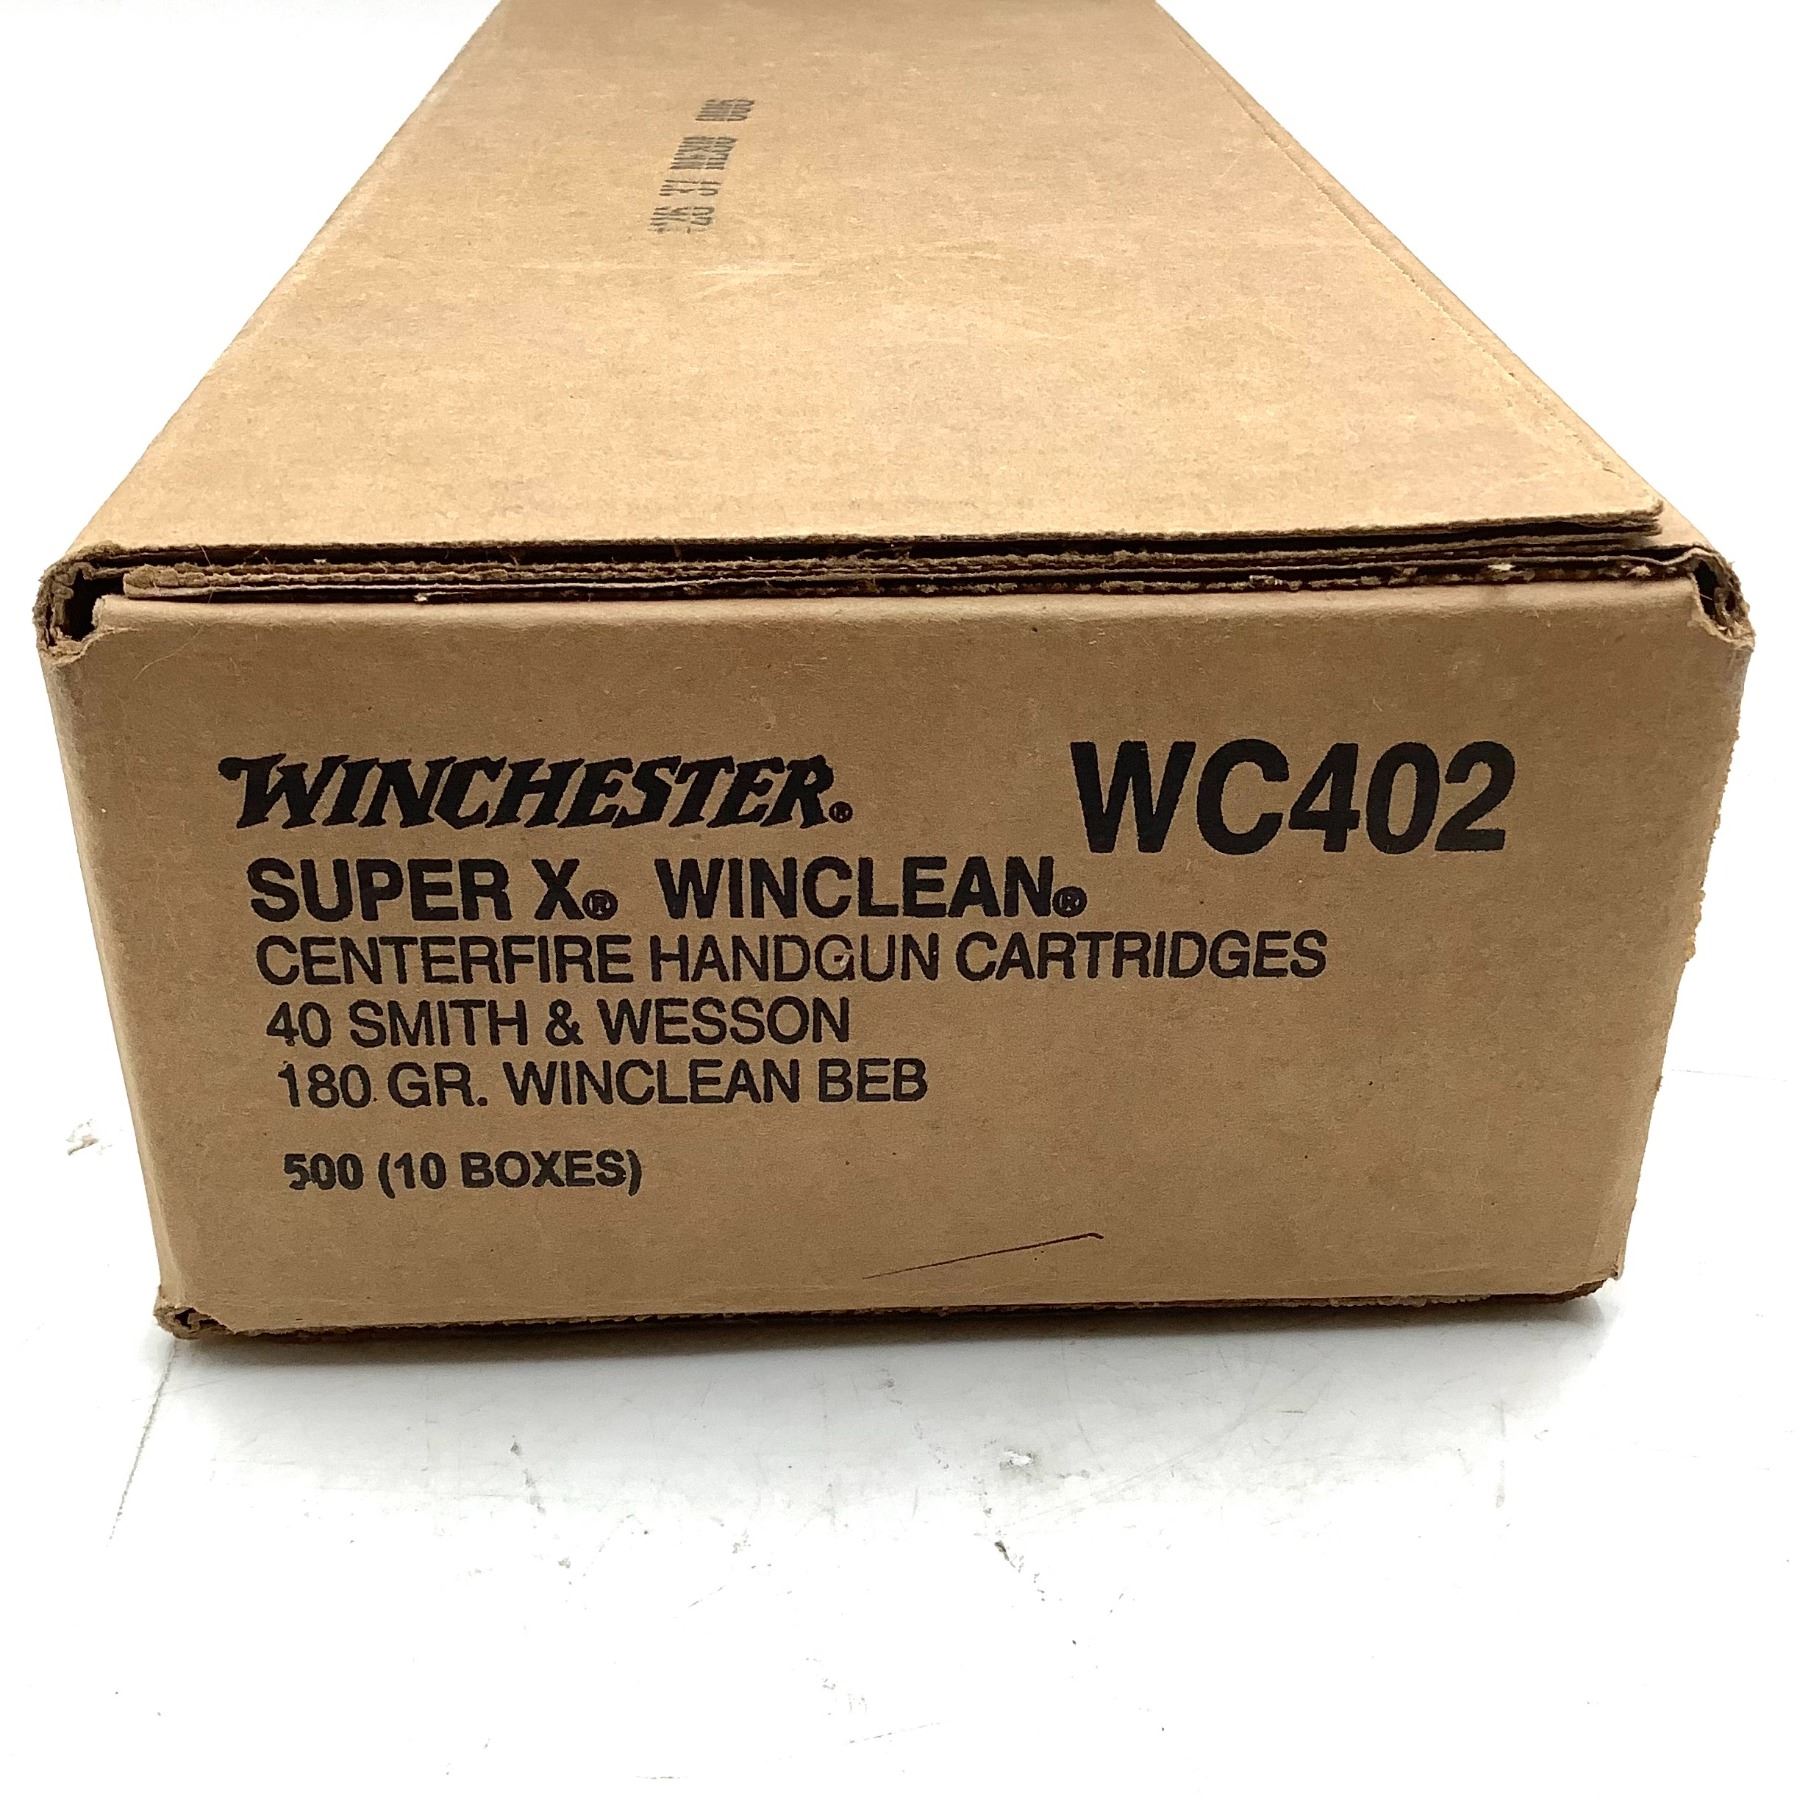 WINCHESTER® WC402
SUPER X® WINCLEAN®
CENTERFIRE HANDGUN CARTRIDGES
40 SMITH & WESSON
180 GR. WINCLEAN BEB
500 (10 BOXES)